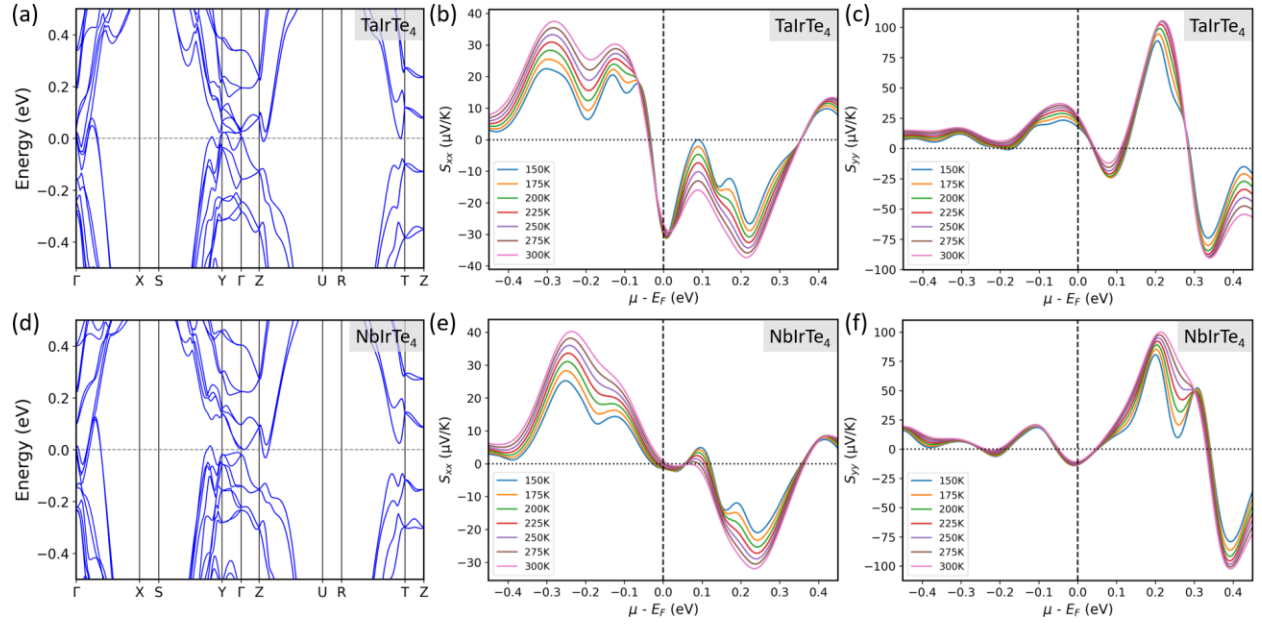 (a)
TaIrTe4
Energy (eV)
0.4
0.2
0.0
−0.2
−0.4
Γ X S Y Γ Z U R T Z
(b)
TaIrTe4
Sxx (μV/K)
40
30
20
10
0
−10
−20
−30
−40
150K
175K
200K
225K
250K
275K
300K
−0.4 −0.3 −0.2 −0.1 0.0 0.1 0.2 0.3 0.4
μ - EF (eV)
(c)
TaIrTe4
Syy (μV/K)
100
75
50
25
0
−25
−50
−75
−100
150K
175K
200K
225K
250K
275K
300K
−0.4 −0.3 −0.2 −0.1 0.0 0.1 0.2 0.3 0.4
μ - EF (eV)
(d)
NbIrTe4
Energy (eV)
0.4
0.2
0.0
−0.2
−0.4
Γ X S Y Γ Z U R T Z
(e)
NbIrTe4
Sxx (μV/K)
40
30
20
10
0
−10
−20
−30
150K
175K
200K
225K
250K
275K
300K
−0.4 −0.3 −0.2 −0.1 0.0 0.1 0.2 0.3 0.4
μ - EF (eV)
(f)
NbIrTe4
Syy (μV/K)
100
75
50
25
0
−25
−50
−75
−100
150K
175K
200K
225K
250K
275K
300K
−0.4 −0.3 −0.2 −0.1 0.0 0.1 0.2 0.3 0.4
μ - EF (eV)